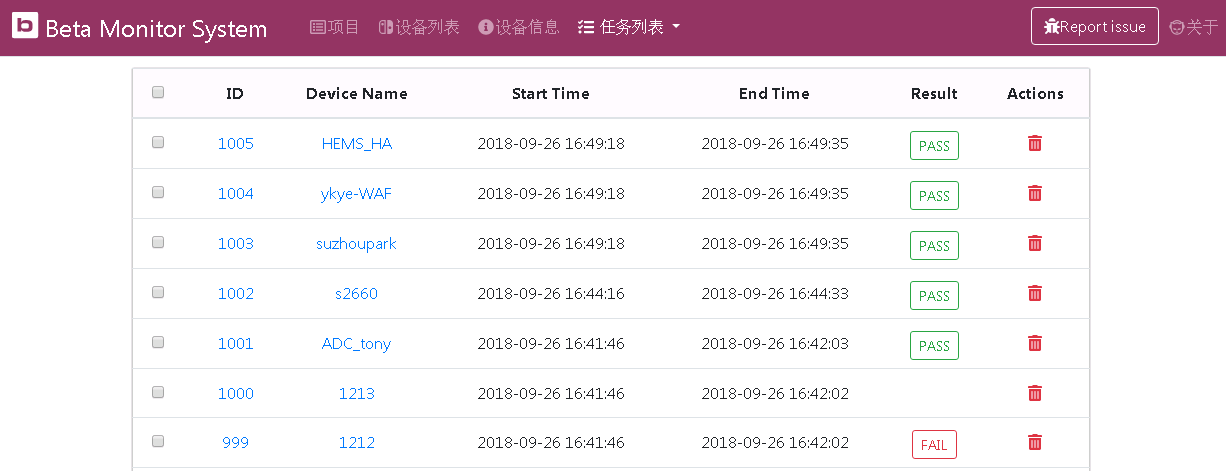 b Beta Monitor System 项目 设备列表 设备信息 任务列表 Report issue 关于
ID Device Name Start Time End Time Result Actions
1005 HEMS_HA 2018-09-26 16:49:18 2018-09-26 16:49:35 PASS
1004 ykye-WAF 2018-09-26 16:49:18 2018-09-26 16:49:35 PASS
1003 suzhoupark 2018-09-26 16:49:18 2018-09-26 16:49:35 PASS
1002 s2660 2018-09-26 16:44:16 2018-09-26 16:44:33 PASS
1001 ADC_tony 2018-09-26 16:41:46 2018-09-26 16:42:03 PASS
1000 1213 2018-09-26 16:41:46 2018-09-26 16:42:02
999 1212 2018-09-26 16:41:46 2018-09-26 16:42:02 FAIL